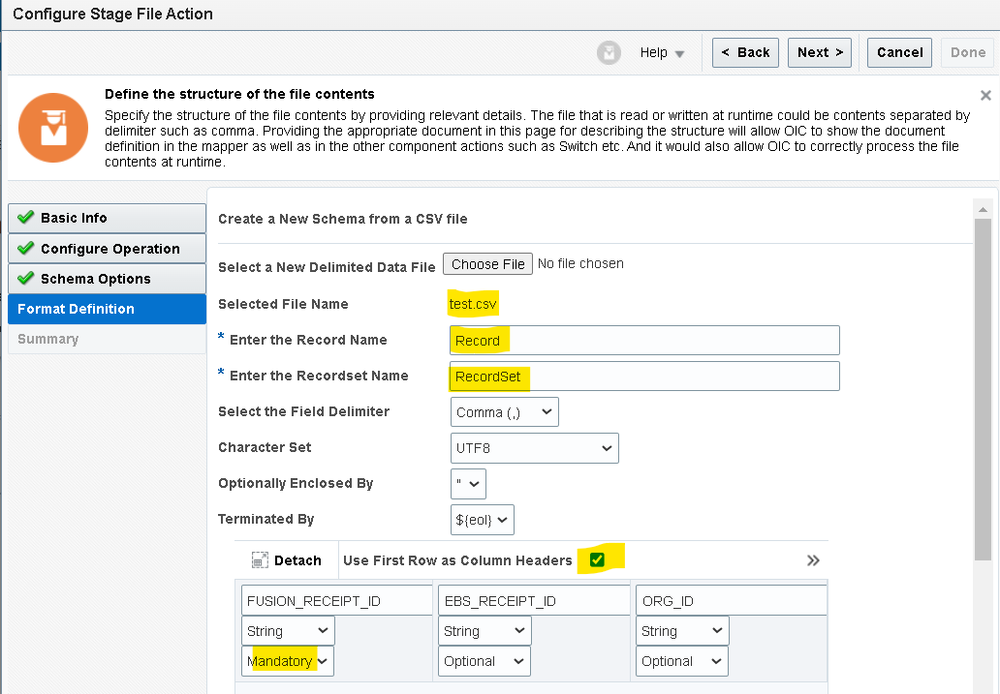 Configure Stage File Action
Help
< Back
Next >
Cancel
Done
Define the structure of the file contents
Specify the structure of the file contents by providing relevant details. The file that is read or written at runtime could be contents separated by
delimiter such as comma. Providing the appropriate document in this page for describing the structure will allow OIC to show the document
definition in the mapper as well as in the other component actions such as Switch etc. And it would also allow OIC to correctly process the file
contents at runtime.
Basic Info
Configure Operation
Schema Options
Format Definition
Summary
Create a New Schema from a CSV file
Select a New Delimited Data File Choose File No file chosen
Selected File Name test.csv
* Enter the Record Name Record
* Enter the Recordset Name RecordSet
Select the Field Delimiter Comma (,)
Character Set UTF8
Optionally Enclosed By "
Terminated By ${eol}
Detach Use First Row as Column Headers »
FUSION_RECEIPT_ID EBS_RECEIPT_ID ORG_ID
String String String
Mandatory Optional Optional